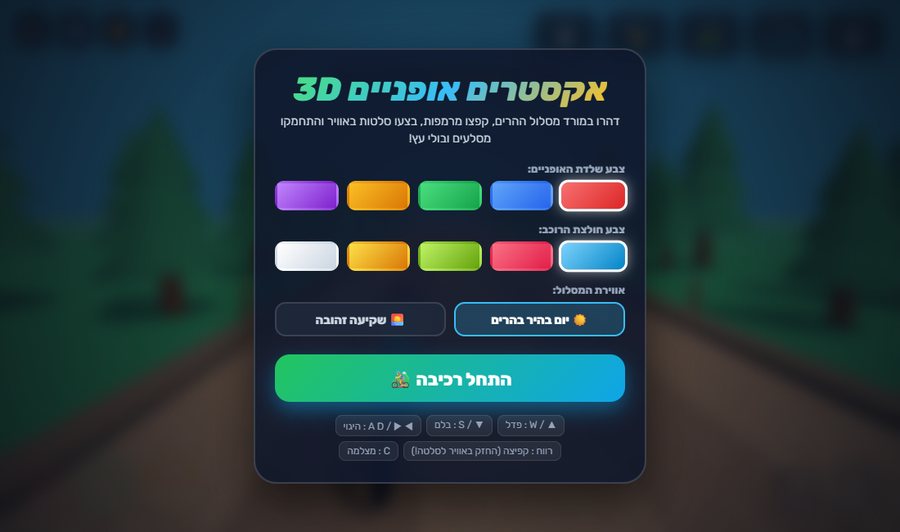 אקסטרים אופניים 3D
דהרו במורד מסלול ההרים, קפצו מרמפות, בצעו סלטות באוויר והתחמקו
מסלעים ובולי עץ!
צבע שלדת האופניים:
צבע חולצת הרוכב:
אווירת המסלול:
☀️ יום בהיר בהרים
🌅 שקיעה זהובה
התחל רכיבה 🚵
▲ / W : פדל
▼ / S : בלם
◀ ▶ / A D : היגוי
רווח : קפיצה (החזק באוויר לסלטה!)
C : מצלמה